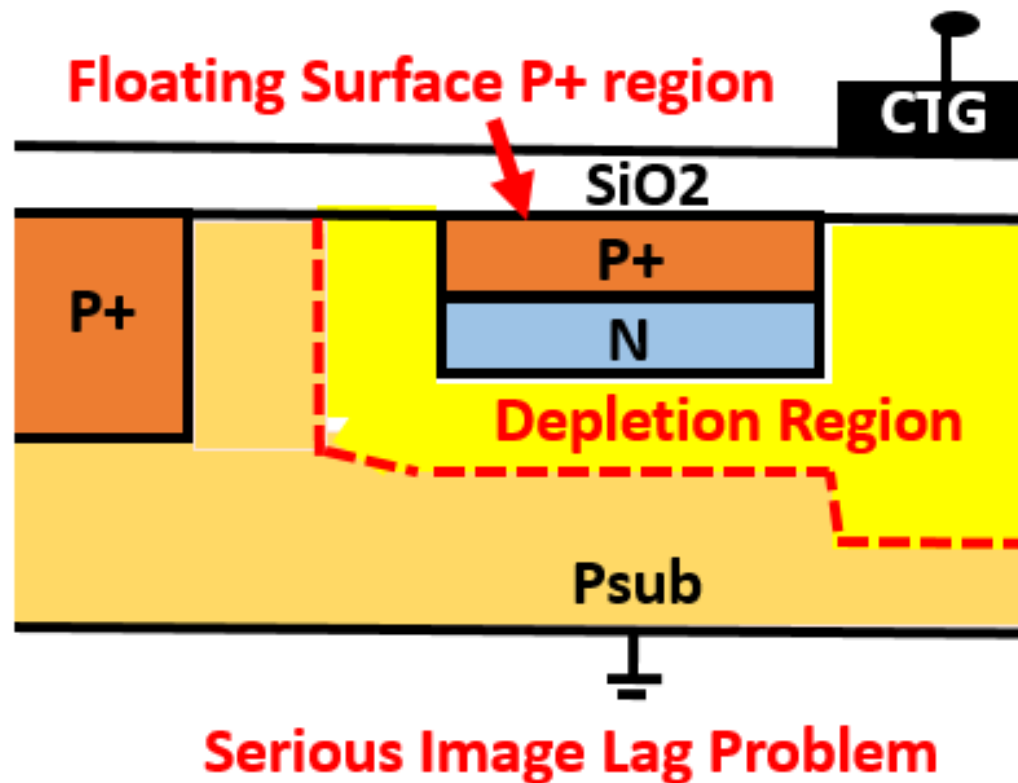 Floating Surface P+ region
CTG
SiO2
P+
P+
N
Depletion Region
Psub
Serious Image Lag Problem